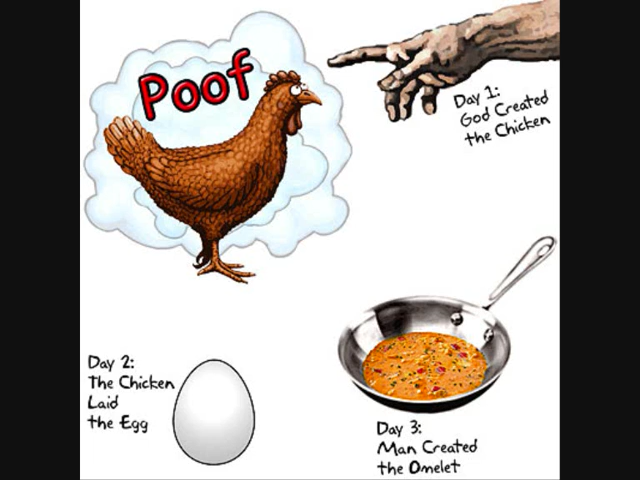 Poof
Day 1:
God Created
the Chicken
Day 2:
The Chicken
Laid
the Egg
Day 3:
Man Created
the Omelet